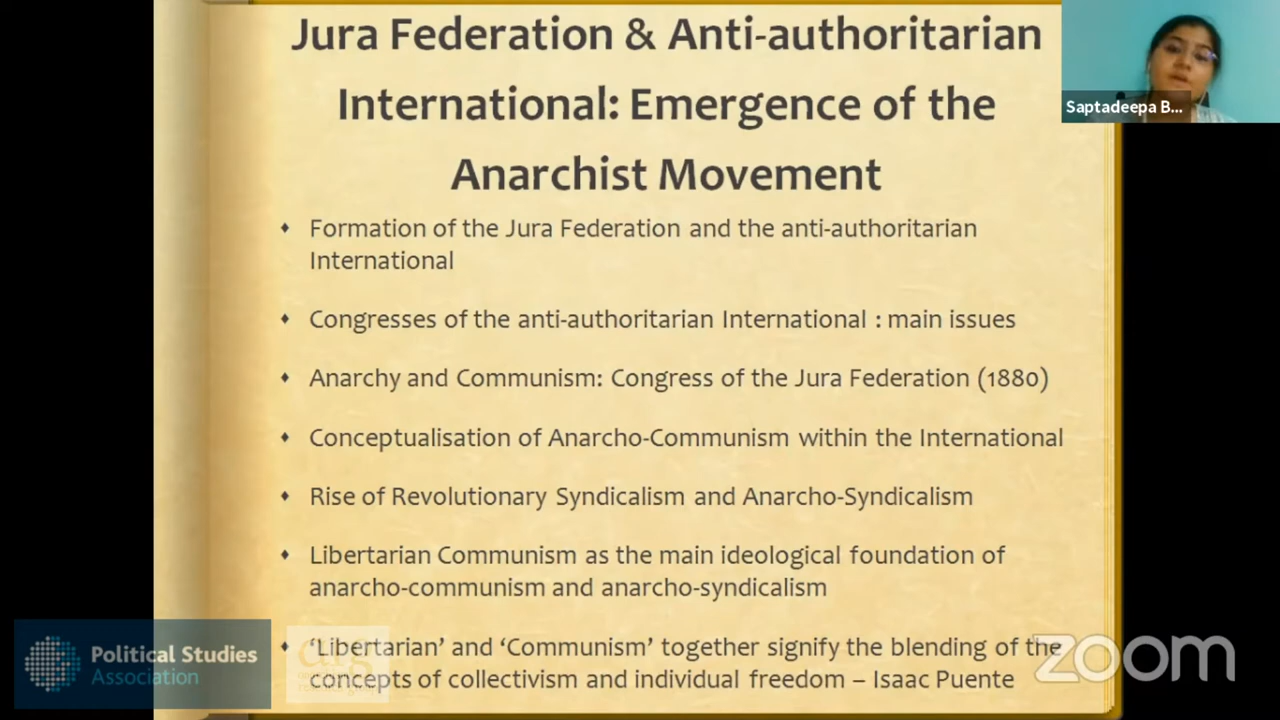 Jura Federation & Anti-authoritarian
International: Emergence of the
Anarchist Movement
Saptadeepa B...
♦ Formation of the Jura Federation and the anti-authoritarian
International
♦ Congresses of the anti-authoritarian International : main issues
♦ Anarchy and Communism: Congress of the Jura Federation (1880)
♦ Conceptualisation of Anarcho-Communism within the International
♦ Rise of Revolutionary Syndicalism and Anarcho-Syndicalism
♦ Libertarian Communism as the main ideological foundation of
anarcho-communism and anarcho-syndicalism
♦ ‘Libertarian’ and ‘Communism’ together signify the blending of the
concepts of collectivism and individual freedom – Isaac Puente
Political Studies
Association
zoom